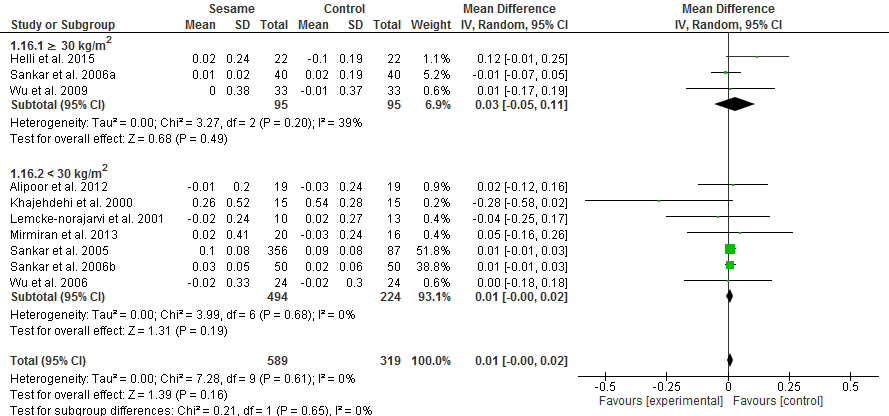 Sesame Control Mean Difference Mean Difference
Study or Subgroup Mean SD Total Mean SD Total Weight IV, Random, 95% CI IV, Random, 95% CI
1.16.1 ≥ 30 kg/m²
Helli et al. 2015 0.02 0.24 22 -0.1 0.19 22 1.1% 0.12 [-0.01, 0.25]
Sankar et al. 2006a 0.01 0.02 40 0.02 0.19 40 5.2% -0.01 [-0.07, 0.05]
Wu et al. 2009 0 0.38 33 -0.01 0.37 33 0.6% 0.01 [-0.17, 0.19]
Subtotal (95% CI) 95 95 6.9% 0.03 [-0.05, 0.11]
Heterogeneity: Tau² = 0.00; Chi² = 3.27, df = 2 (P = 0.20); I² = 39%
Test for overall effect: Z = 0.68 (P = 0.49)
1.16.2 < 30 kg/m²
Alipoor et al. 2012 -0.01 0.2 19 -0.03 0.24 19 0.9% 0.02 [-0.12, 0.16]
Khajehdehi et al. 2000 0.26 0.52 15 0.54 0.28 15 0.2% -0.28 [-0.58, 0.02]
Lemcke-norajarvi et al. 2001 -0.02 0.24 10 0.02 0.27 13 0.4% -0.04 [-0.25, 0.17]
Mirmiran et al. 2013 0.02 0.41 20 -0.03 0.24 16 0.4% 0.05 [-0.16, 0.26]
Sankar et al. 2005 0.1 0.08 356 0.09 0.08 87 51.8% 0.01 [-0.01, 0.03]
Sankar et al. 2006b 0.03 0.05 50 0.02 0.06 50 38.8% 0.01 [-0.01, 0.03]
Wu et al. 2006 -0.02 0.33 24 -0.02 0.3 24 0.6% 0.00 [-0.18, 0.18]
Subtotal (95% CI) 494 224 93.1% 0.01 [-0.00, 0.02]
Heterogeneity: Tau² = 0.00; Chi² = 3.99, df = 6 (P = 0.68); I² = 0%
Test for overall effect: Z = 1.31 (P = 0.19)
Total (95% CI) 589 319 100.0% 0.01 [-0.00, 0.02]
Heterogeneity: Tau² = 0.00; Chi² = 7.28, df = 9 (P = 0.61); I² = 0%
Test for overall effect: Z = 1.39 (P = 0.16)
Test for subgroup differences: Chi² = 0.21, df = 1 (P = 0.65), I² = 0%
-0.5 -0.25 0 0.25 0.5
Favours [experimental] Favours [control]